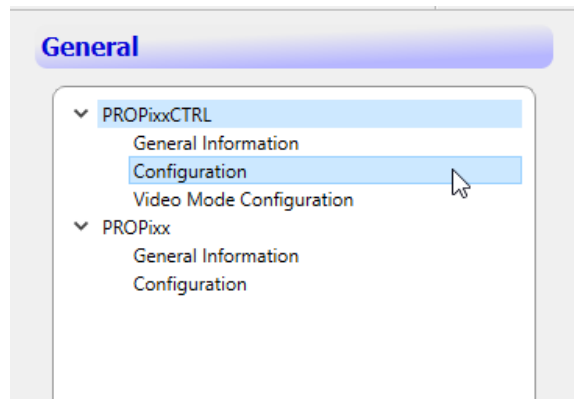 General
PROPixxCTRL
General Information
Configuration
Video Mode Configuration
PROPixx
General Information
Configuration